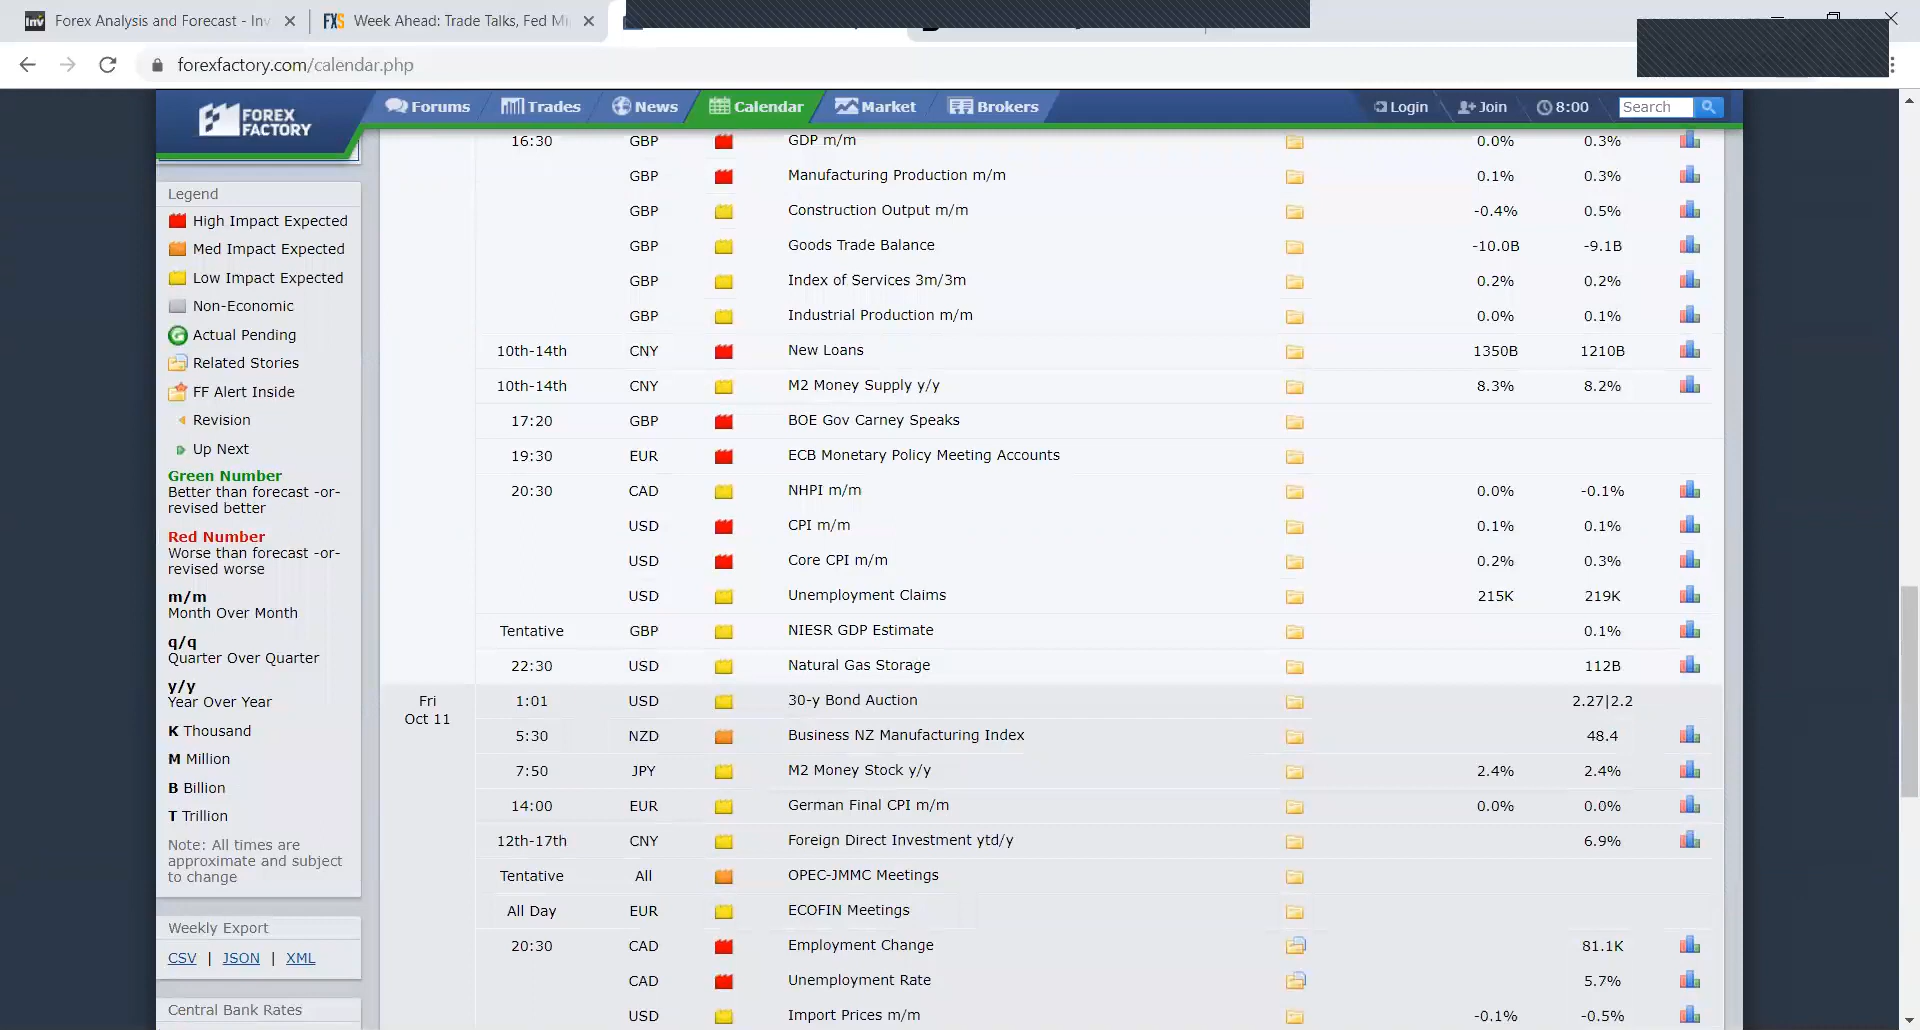 Forex Analysis and Forecast - Inv
FXS Week Ahead: Trade Talks, Fed Mi
forexfactory.com/calendar.php
FOREX FACTORY
Forums
Trades
News
Calendar
Market
Brokers
Login
Join
8:00
Search
Legend
High Impact Expected
Med Impact Expected
Low Impact Expected
Non-Economic
Actual Pending
Related Stories
FF Alert Inside
Revision
Up Next
Green Number
Better than forecast -or-
revised better
Red Number
Worse than forecast -or-
revised worse
m/m
Month Over Month
q/q
Quarter Over Quarter
y/y
Year Over Year
K Thousand
M Million
B Billion
T Trillion
Note: All times are
approximate and subject
to change
Weekly Export
CSV | JSON | XML
Central Bank Rates
16:30 GBP GDP m/m 0.0% 0.3%
GBP Manufacturing Production m/m 0.1% 0.3%
GBP Construction Output m/m -0.4% 0.5%
GBP Goods Trade Balance -10.0B -9.1B
GBP Index of Services 3m/3m 0.2% 0.2%
GBP Industrial Production m/m 0.0% 0.1%
10th-14th CNY New Loans 1350B 1210B
10th-14th CNY M2 Money Supply y/y 8.3% 8.2%
17:20 GBP BOE Gov Carney Speaks
19:30 EUR ECB Monetary Policy Meeting Accounts
20:30 CAD NHPI m/m 0.0% -0.1%
USD CPI m/m 0.1% 0.1%
USD Core CPI m/m 0.2% 0.3%
USD Unemployment Claims 215K 219K
Tentative GBP NIESR GDP Estimate 0.1%
22:30 USD Natural Gas Storage 112B
Fri
Oct 11
1:01 USD 30-y Bond Auction 2.27|2.2
5:30 NZD Business NZ Manufacturing Index 48.4
7:50 JPY M2 Money Stock y/y 2.4% 2.4%
14:00 EUR German Final CPI m/m 0.0% 0.0%
12th-17th CNY Foreign Direct Investment ytd/y 6.9%
Tentative All OPEC-JMMC Meetings
All Day EUR ECOFIN Meetings
20:30 CAD Employment Change 81.1K
CAD Unemployment Rate 5.7%
USD Import Prices m/m -0.1% -0.5%